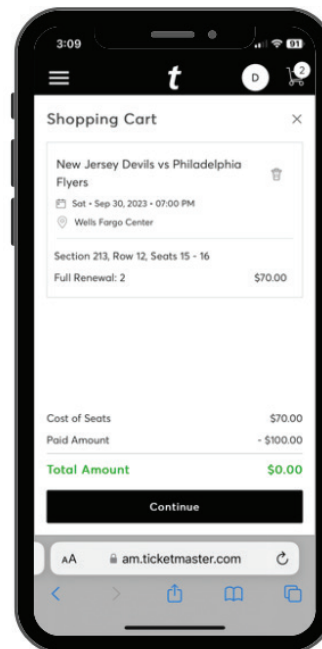 3:09
91
t
D
2
Shopping Cart
New Jersey Devils vs Philadelphia
Flyers
Sat • Sep 30, 2023 • 07:00 PM
Wells Fargo Center
Section 213, Row 12, Seats 15 - 16
Full Renewal: 2 $70.00
Cost of Seats $70.00
Paid Amount - $100.00
Total Amount $0.00
Continue
AA am.ticketmaster.com